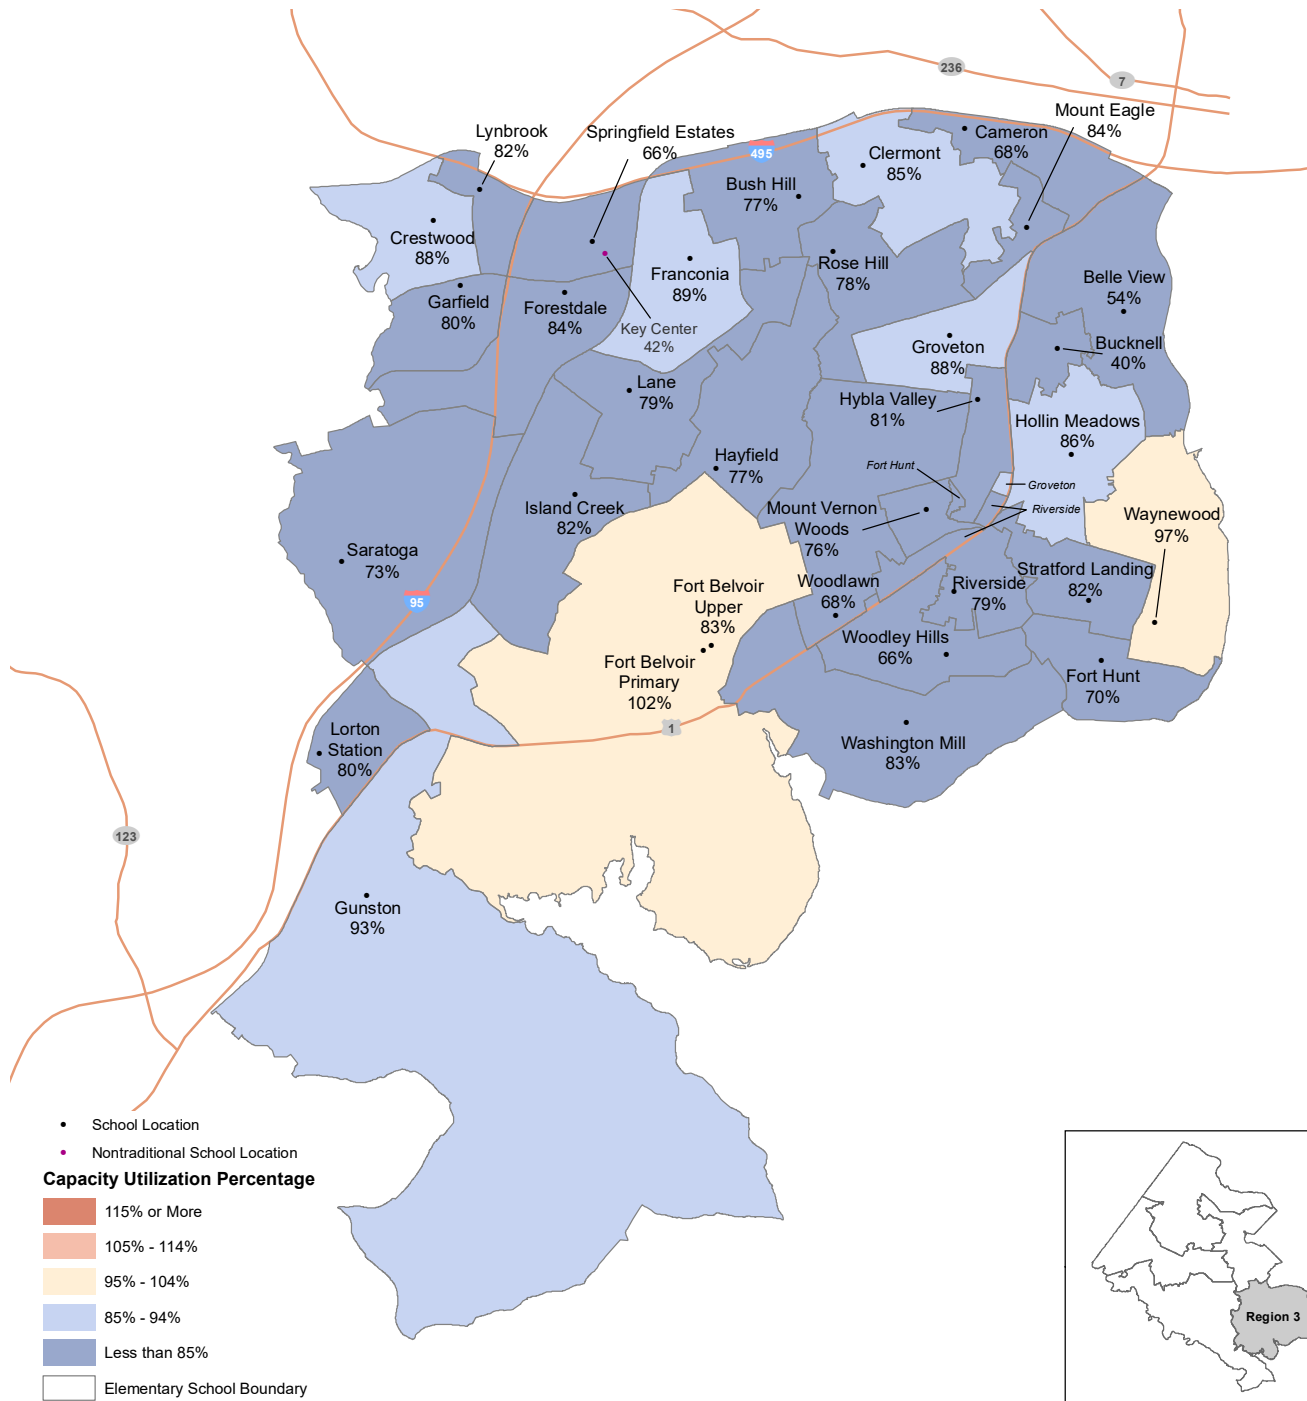 236
7
Mount Eagle
84%
Lynbrook
82%
Springfield Estates
66%
Cameron
68%
495
Clermont
85%
Bush Hill
77%
Crestwood
88%
Franconia
89%
Rose Hill
78%
Belle View
54%
Garfield
80%
Forestdale
84%
Key Center
42%
Groveton
88%
Bucknell
40%
Lane
79%
Hybla Valley
81%
Hollin Meadows
86%
Hayfield
77%
Fort Hunt
Groveton
Riverside
Island Creek
82%
Mount Vernon
Woods
76%
Waynewood
97%
Saratoga
73%
Fort Belvoir
Upper
83%
Woodlawn
68%
Riverside
79%
Stratford Landing
82%
95
Woodley Hills
66%
Fort Belvoir
Primary
102%
Fort Hunt
70%
1
Lorton
Station
80%
Washington Mill
83%
123
Gunston
93%
School Location
Nontraditional School Location
Capacity Utilization Percentage
115% or More
105% - 114%
95% - 104%
85% - 94%
Less than 85%
Elementary School Boundary
Region 3